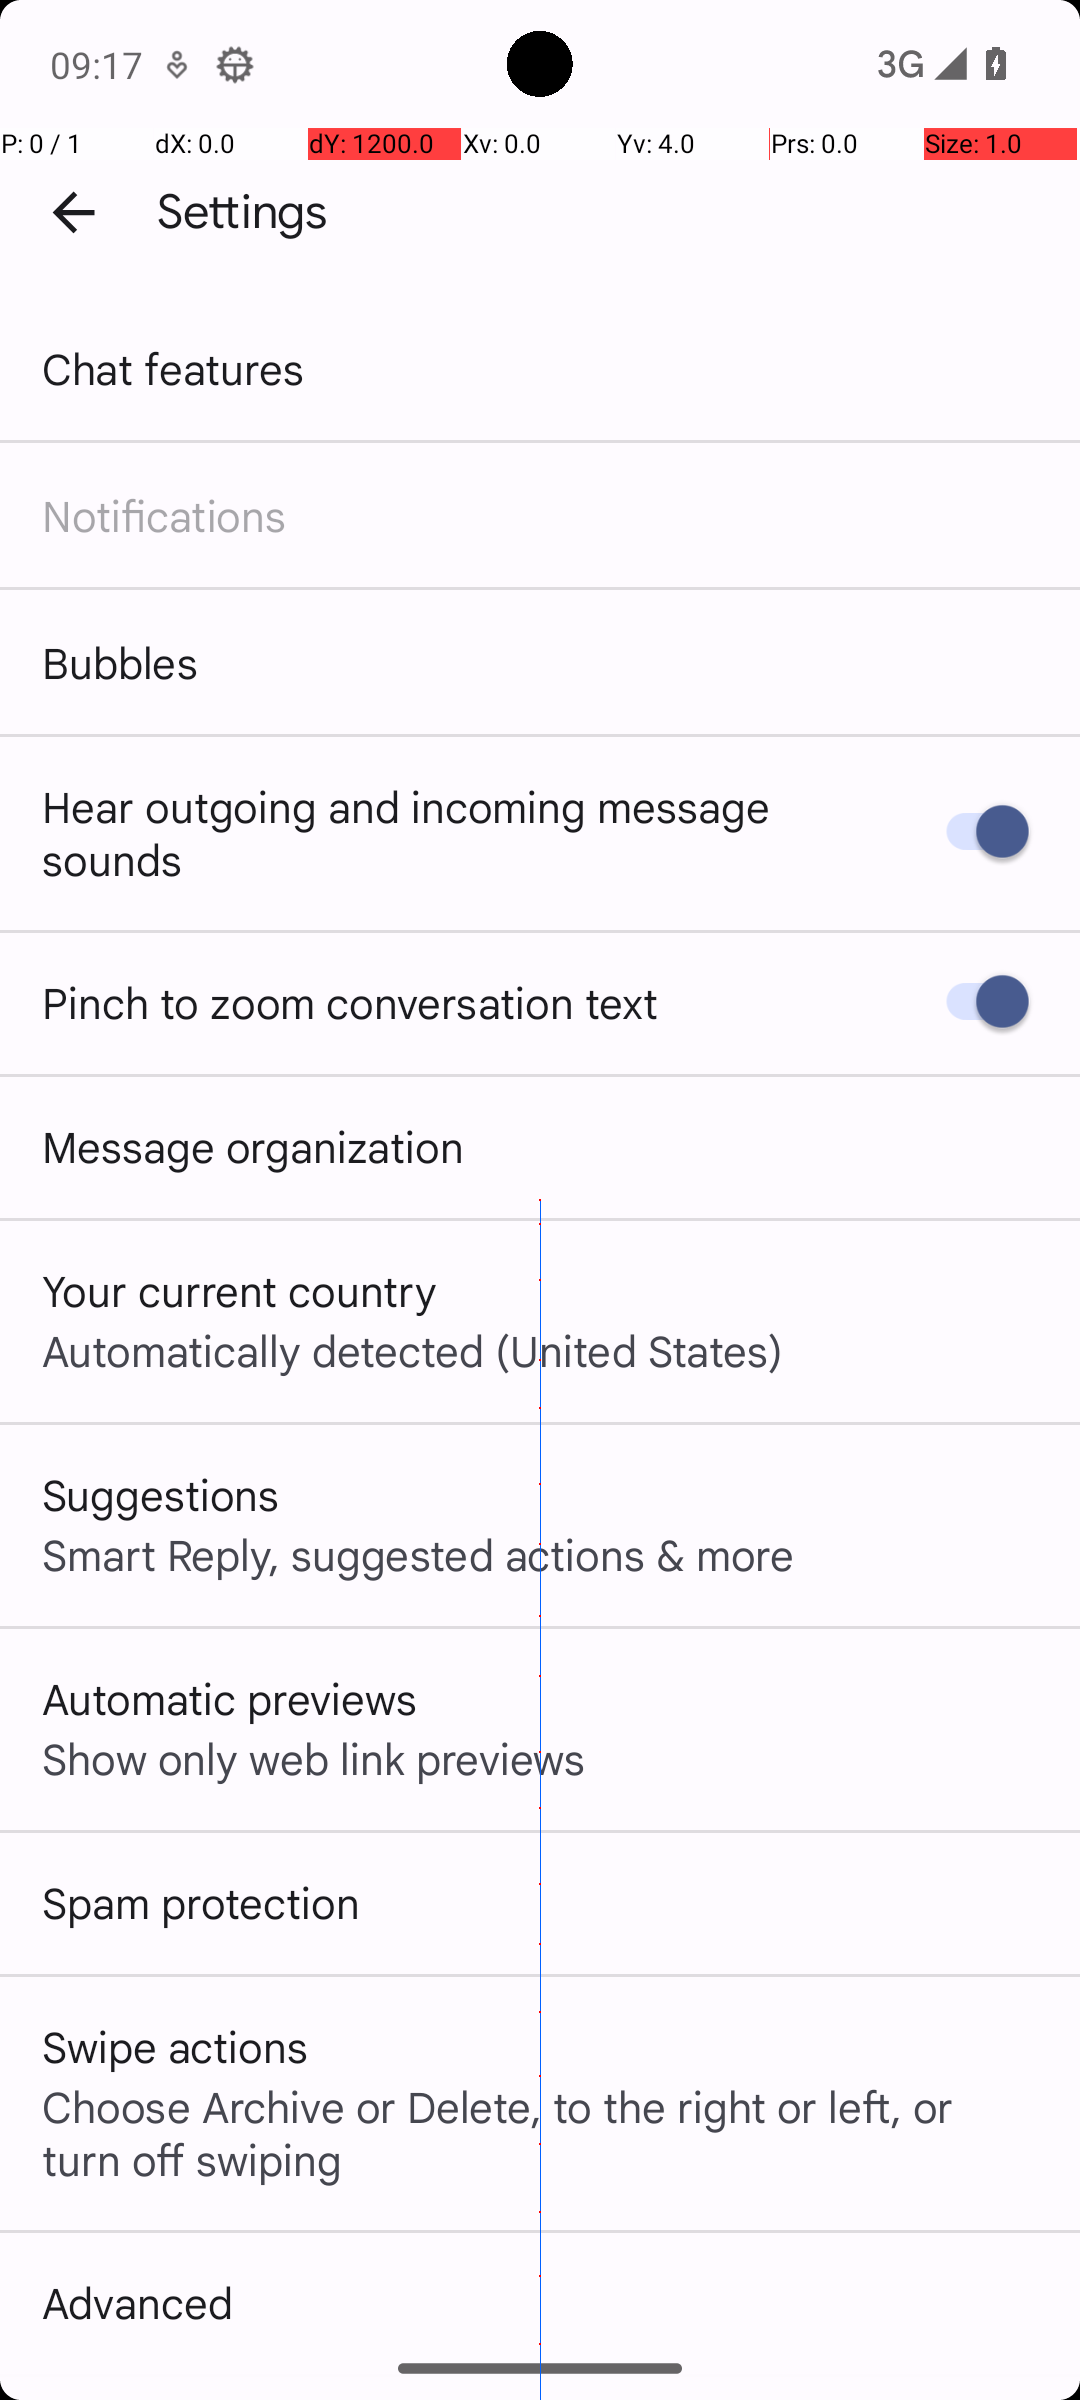 09:17
3G
P: 0 / 1 dX: 0.0 dY: 1200.0 Xv: 0.0 Yv: 4.0 Prs: 0.0 Size: 1.0
Settings
Chat features
Notifications
Bubbles
Hear outgoing and incoming message
sounds
Pinch to zoom conversation text
Message organization
Your current country
Automatically detected (United States)
Suggestions
Smart Reply, suggested actions & more
Automatic previews
Show only web link previews
Spam protection
Swipe actions
Choose Archive or Delete, to the right or left, or
turn off swiping
Advanced